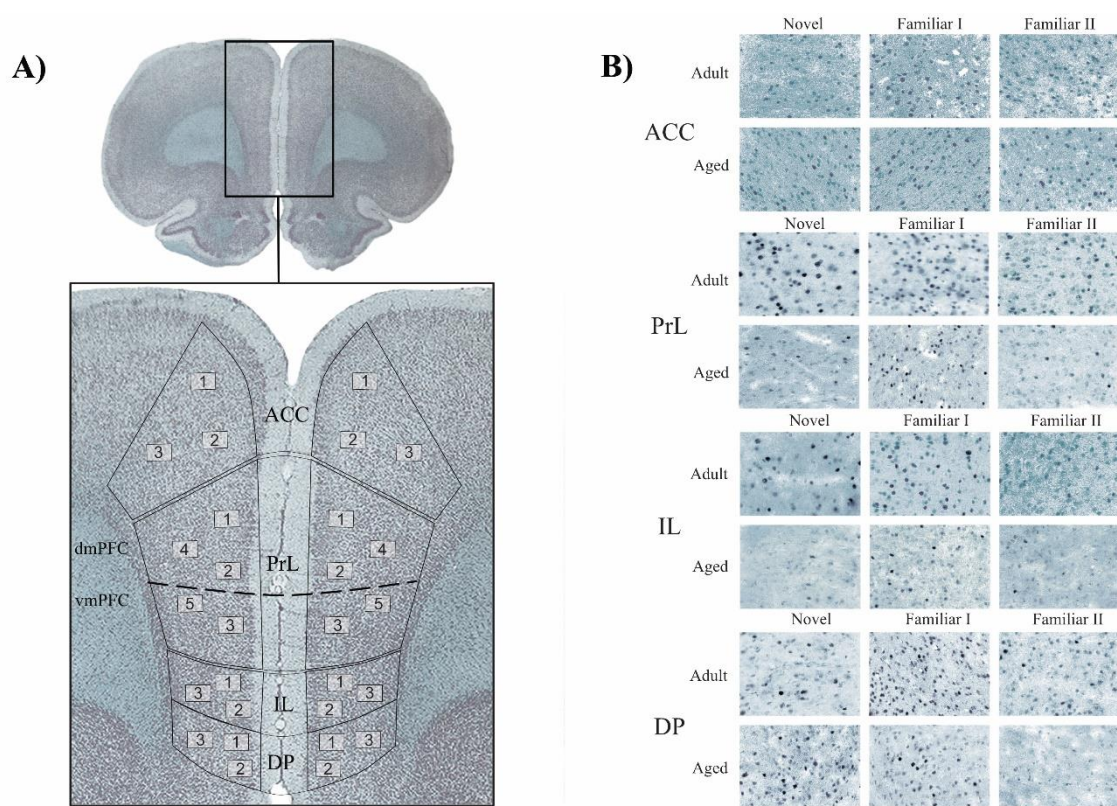 A)
1 1
ACC
2 2
3 3
1 1
dmPFC 4 4
PrL
2 2
vmPFC 5 5
3 3
1 1
3 3
IL
2 2
3 1 1 3
DP
2 2
B)
Novel Familiar I Familiar II
Adult
ACC
Aged
Novel Familiar I Familiar II
Adult
PrL
Aged
Novel Familiar I Familiar II
Adult
IL
Aged
Novel Familiar I Familiar II
Adult
DP
Aged